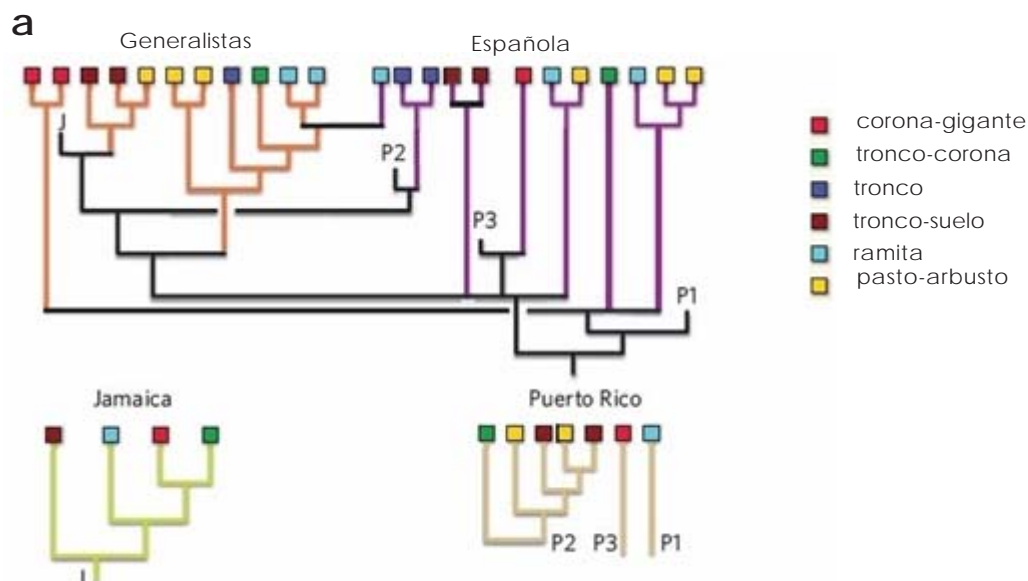 a
Generalistas
Española
J
P2
P3
P1
corona-gigante
tronco-corona
tronco
tronco-suelo
ramita
pasto-arbusto
Jamaica
Puerto Rico
P2 P3 P1